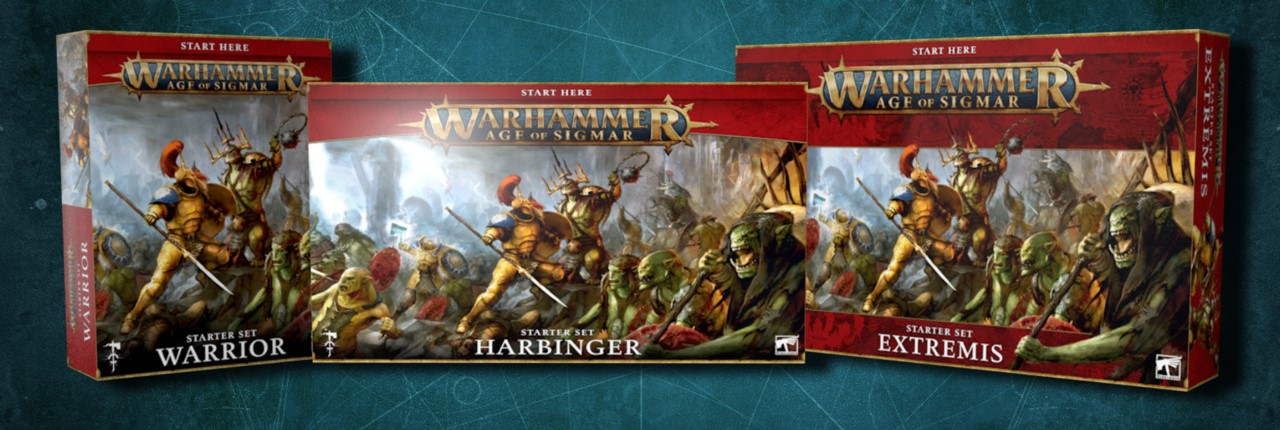 START HERE
WARHAMMER
AGE OF SIGMAR
STARTER SET
WARRIOR
WARRIOR
START HERE
WARHAMMER
AGE OF SIGMAR
STARTER SET
HARBINGER
START HERE
WARHAMMER
AGE OF SIGMAR
STARTER SET
EXTREMIS
EXTREMIS